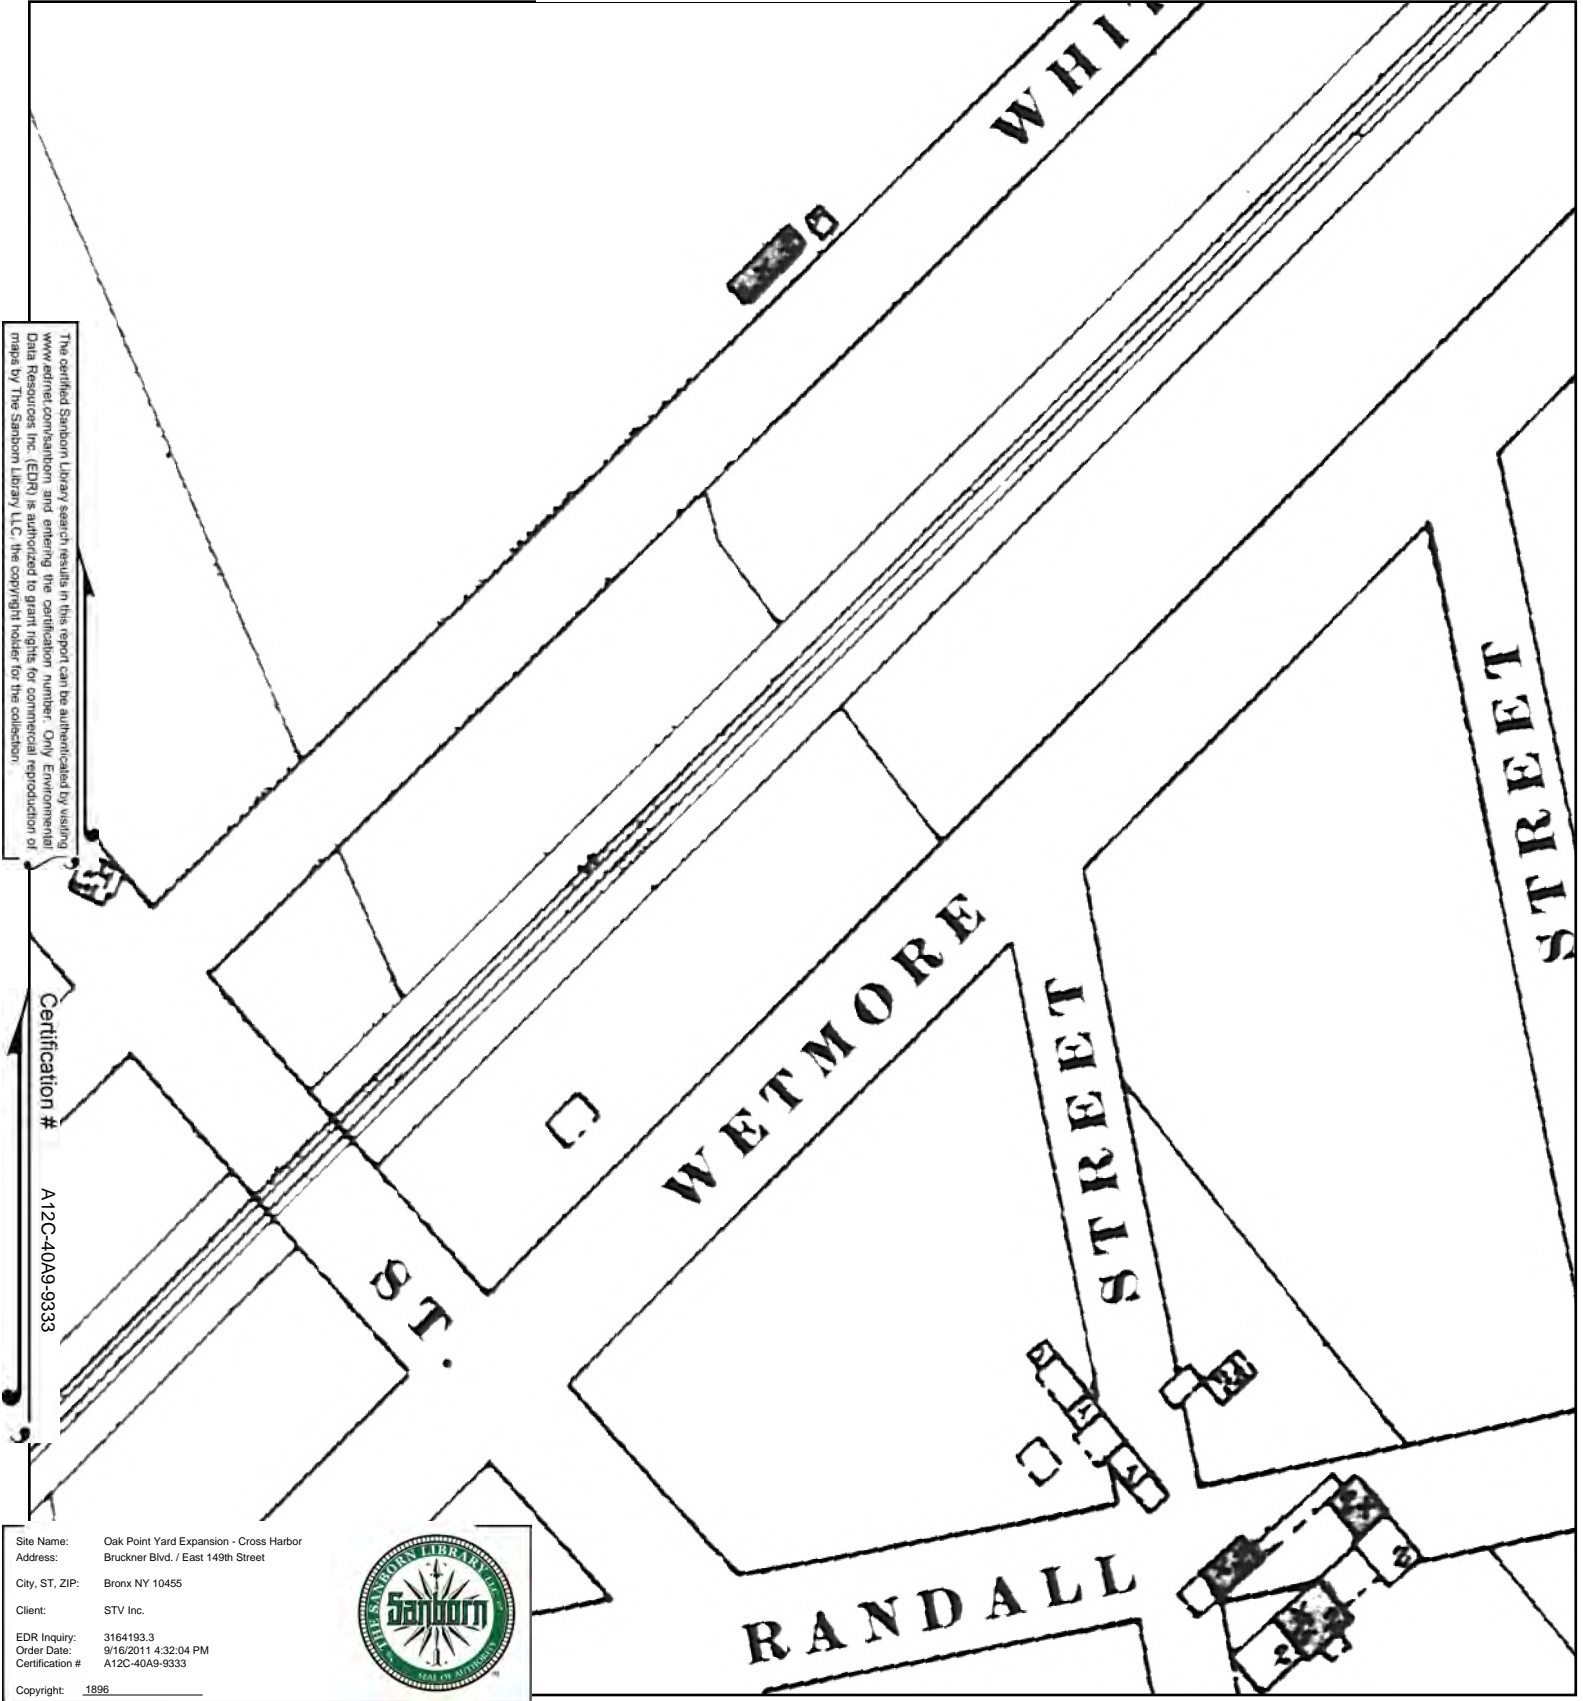 WHIT
STREET
STREET
WETMORE
ST.
RANDALL
2
2
The certified Sanborn Library search results in this report can be authenticated by visiting
www.edrnet.com/sanborn and entering the certification number. Only Environmental
Data Resources Inc. (EDR) is authorized to grant rights for commercial reproduction of
maps by The Sanborn Library LLC, the copyright holder for the collection.
Certification # A12C-40A9-9333
Site Name: Oak Point Yard Expansion - Cross Harbor
Address: Bruckner Blvd. / East 149th Street
City, ST, ZIP: Bronx NY 10455
Client: STV Inc.
EDR Inquiry: 3164193.3
Order Date: 9/16/2011 4:32:04 PM
Certification # A12C-40A9-9333
Copyright: 1896
THE SANBORN LIBRARY, LLC
Sanborn
SEAL OF AUTHORITY